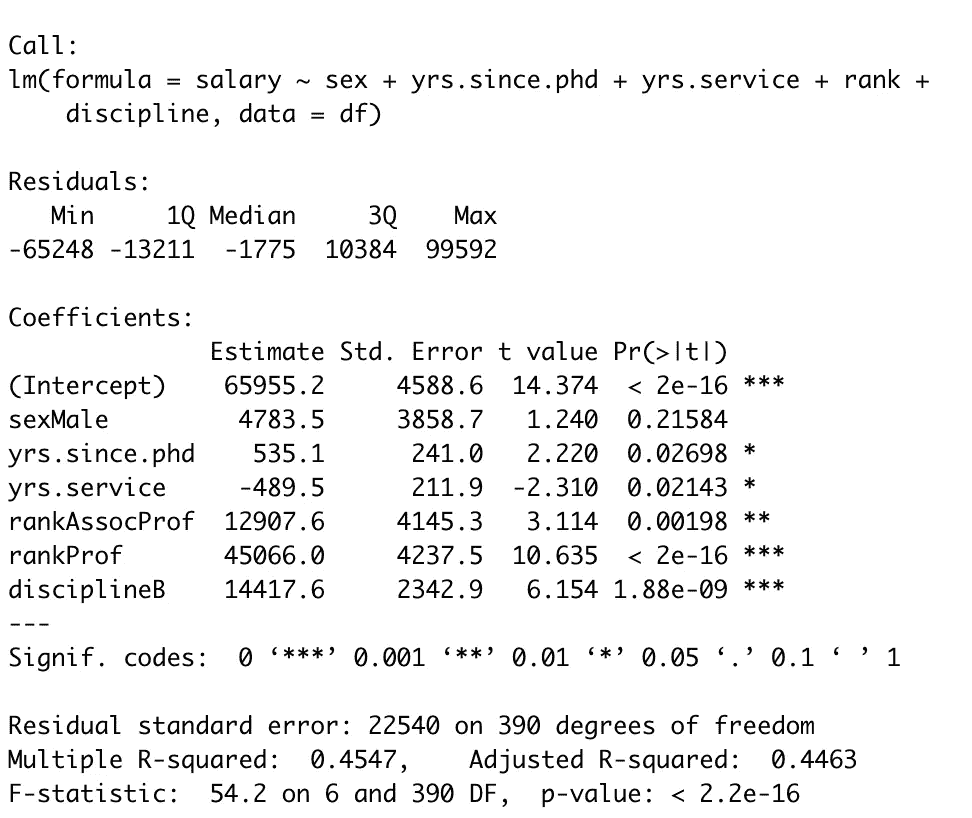 Call:
lm(formula = salary ~ sex + yrs.since.phd + yrs.service + rank +
    discipline, data = df)

Residuals:
   Min     1Q Median     3Q    Max
-65248 -13211  -1775  10384  99592

Coefficients:
              Estimate Std. Error t value Pr(>|t|)
(Intercept)    65955.2     4588.6  14.374  < 2e-16 ***
sexMale         4783.5     3858.7   1.240  0.21584
yrs.since.phd    535.1      241.0   2.220  0.02698 *
yrs.service     -489.5      211.9  -2.310  0.02143 *
rankAssocProf  12907.6     4145.3   3.114  0.00198 **
rankProf       45066.0     4237.5  10.635  < 2e-16 ***
disciplineB    14417.6     2342.9   6.154 1.88e-09 ***
---
Signif. codes:  0 ‘***’ 0.001 ‘**’ 0.01 ‘*’ 0.05 ‘.’ 0.1 ‘ ’ 1

Residual standard error: 22540 on 390 degrees of freedom
Multiple R-squared:  0.4547,    Adjusted R-squared:  0.4463
F-statistic:  54.2 on 6 and 390 DF,  p-value: < 2.2e-16